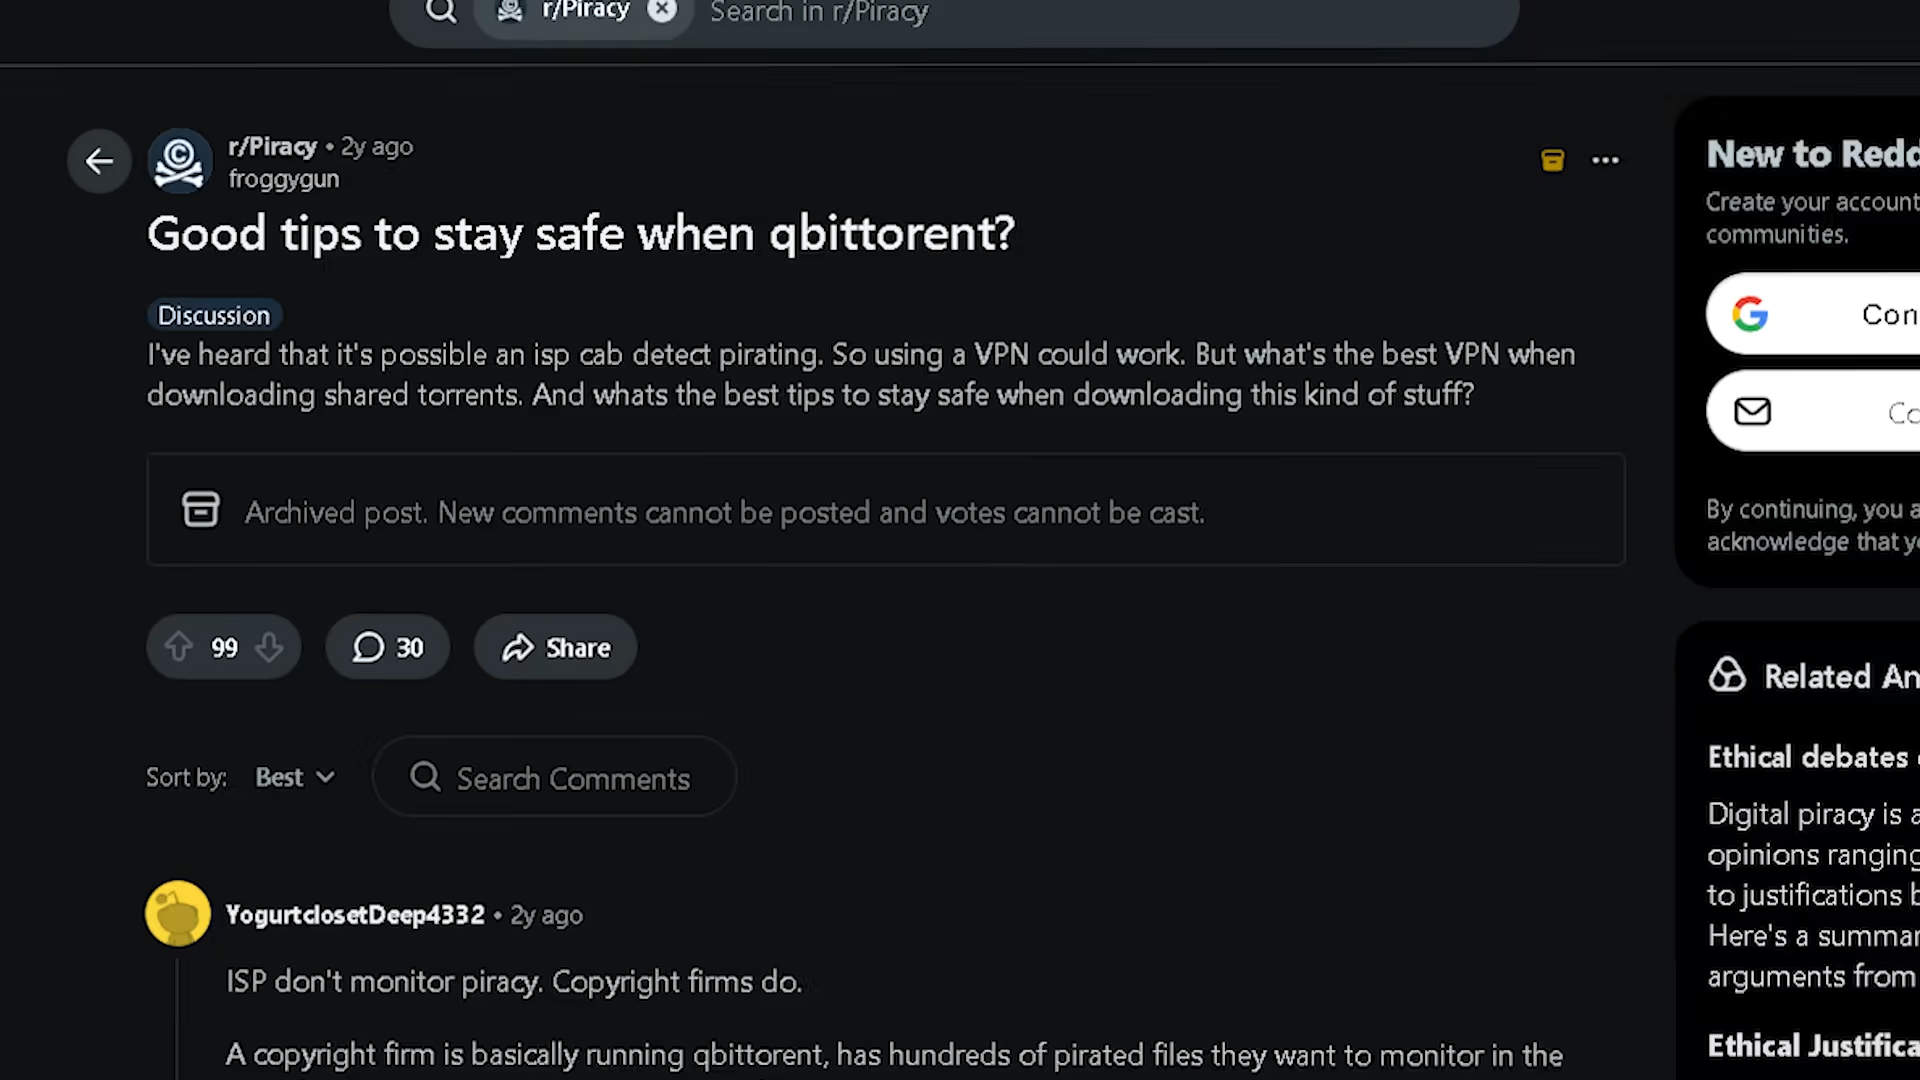 r/Piracy Search in r/Piracy
r/Piracy • 2y ago
froggygun
Good tips to stay safe when qbittorent?
Discussion
I've heard that it's possible an isp cab detect pirating. So using a VPN could work. But what's the best VPN when
downloading shared torrents. And whats the best tips to stay safe when downloading this kind of stuff?
Archived post. New comments cannot be posted and votes cannot be cast.
99 30 Share
Sort by: Best Search Comments
YogurtclosetDeep4332 • 2y ago
ISP don't monitor piracy. Copyright firms do.
A copyright firm is basically running qbittorent, has hundreds of pirated files they want to monitor in the
New to Redd
Create your account
communities.
Con
Co
By continuing, you a
acknowledge that yo
Related An
Ethical debates
Digital piracy is a
opinions ranging
to justifications b
Here's a summar
arguments from
Ethical Justifica